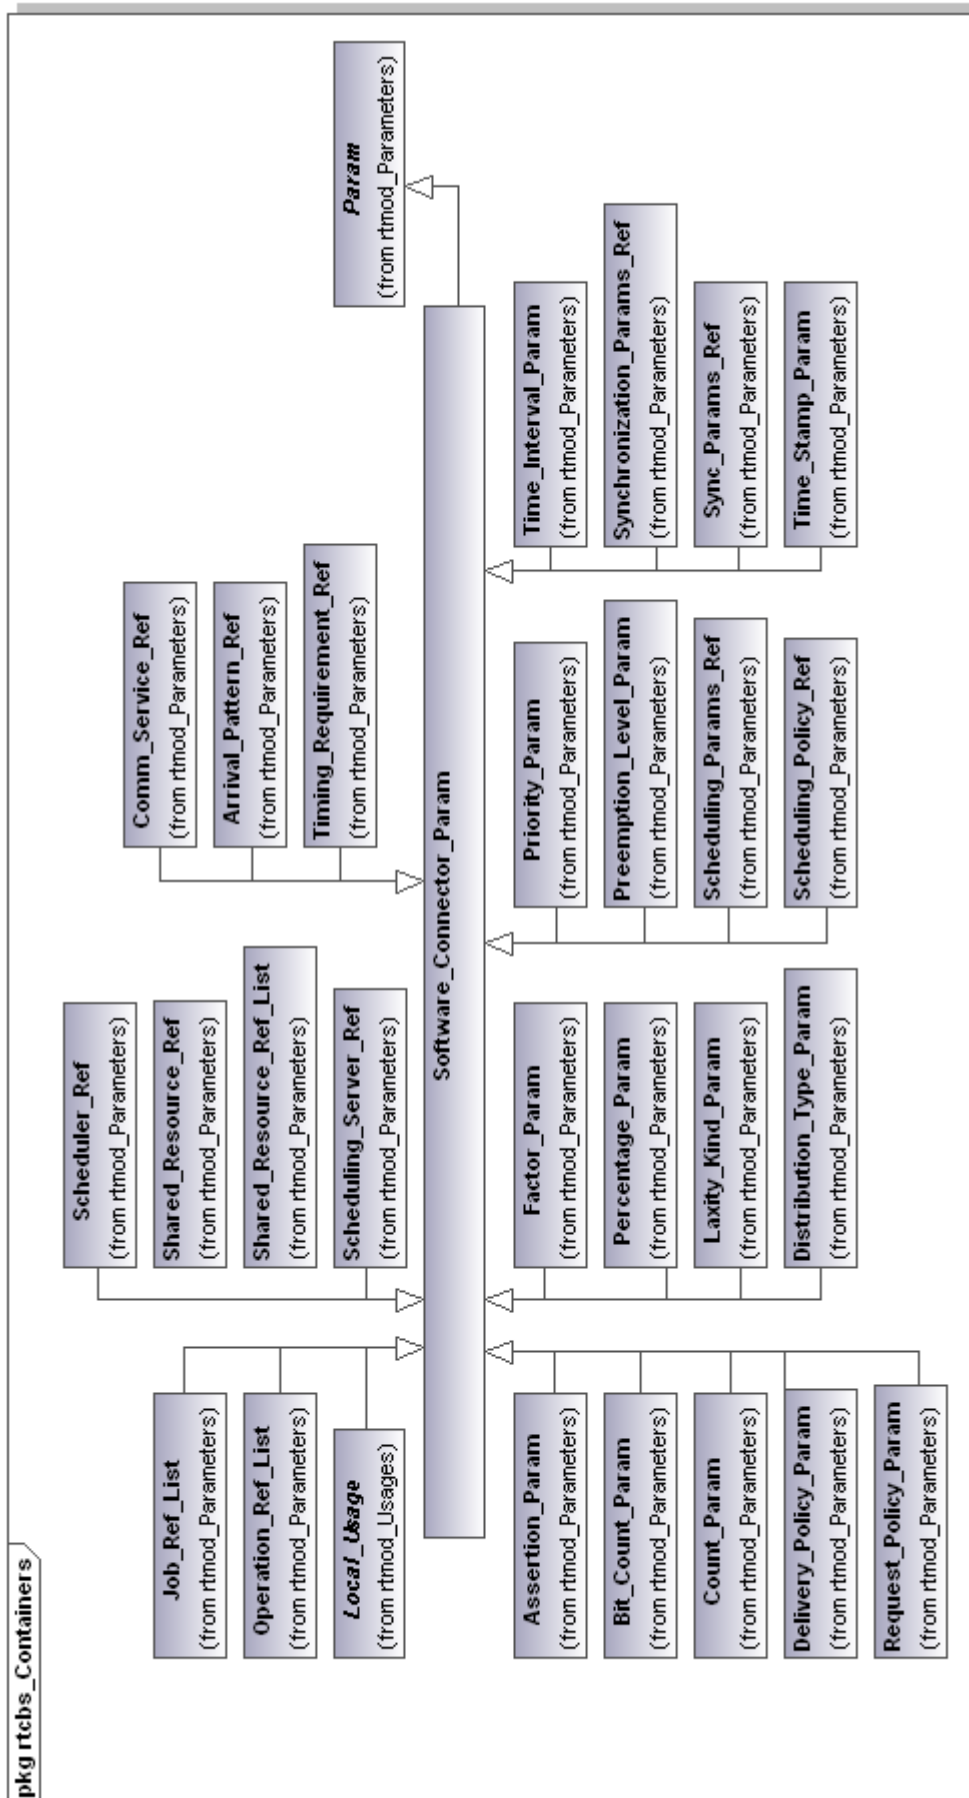 pkg rtcbs_Containers
Job_Ref_List
(from rtmod_Parameters)
Operation_Ref_List
(from rtmod_Parameters)
Local_Usage
(from rtmod_Usages)
Scheduler_Ref
(from rtmod_Parameters)
Shared_Resource_Ref
(from rtmod_Parameters)
Shared_Resource_Ref_List
(from rtmod_Parameters)
Scheduling_Server_Ref
(from rtmod_Parameters)
Comm_Service_Ref
(from rtmod_Parameters)
Arrival_Pattern_Ref
(from rtmod_Parameters)
Timing_Requirement_Ref
(from rtmod_Parameters)
Param
(from rtmod_Parameters)
Software_Connector_Param
Assertion_Param
(from rtmod_Parameters)
Bit_Count_Param
(from rtmod_Parameters)
Count_Param
(from rtmod_Parameters)
Delivery_Policy_Param
(from rtmod_Parameters)
Request_Policy_Param
(from rtmod_Parameters)
Factor_Param
(from rtmod_Parameters)
Percentage_Param
(from rtmod_Parameters)
Laxity_Kind_Param
(from rtmod_Parameters)
Distribution_Type_Param
(from rtmod_Parameters)
Priority_Param
(from rtmod_Parameters)
Preemption_Level_Param
(from rtmod_Parameters)
Scheduling_Params_Ref
(from rtmod_Parameters)
Scheduling_Policy_Ref
(from rtmod_Parameters)
Time_Interval_Param
(from rtmod_Parameters)
Synchronization_Params_Ref
(from rtmod_Parameters)
Sync_Params_Ref
(from rtmod_Parameters)
Time_Stamp_Param
(from rtmod_Parameters)